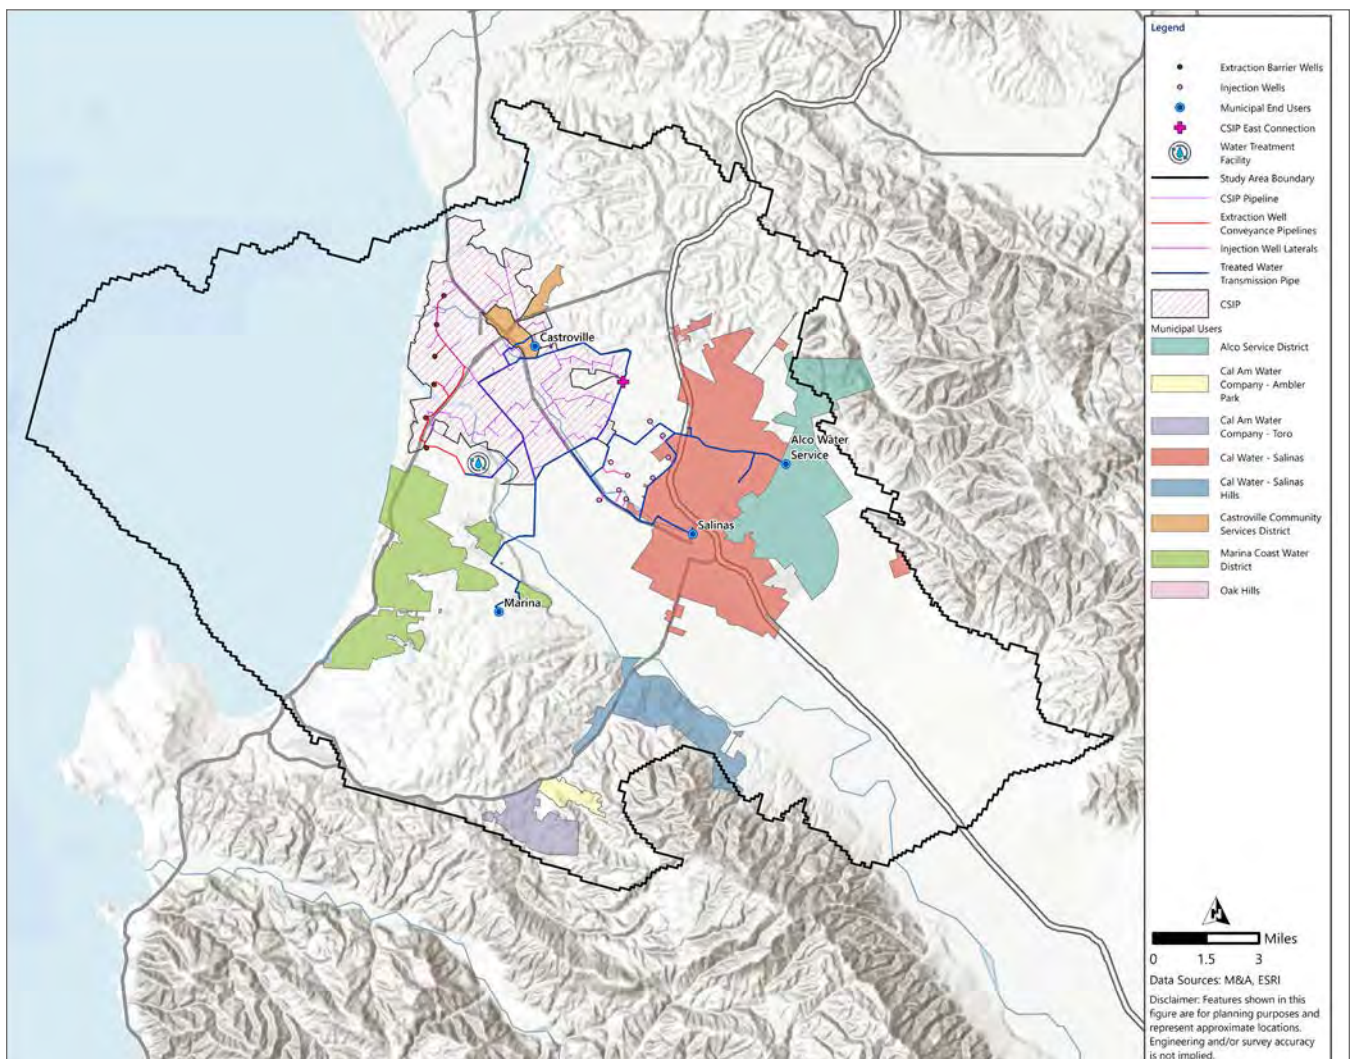 Legend
Extraction Barrier Wells
Injection Wells
Municipal End Users
CSIP East Connection
Water Treatment
Facility
Study Area Boundary
CSIP Pipeline
Extraction Well
Conveyance Pipelines
Injection Well Laterals
Treated Water
Transmission Pipe
CSIP
Municipal Users
Alco Service District
Cal Am Water
Company - Ambler
Park
Cal Am Water
Company - Toro
Cal Water - Salinas
Cal Water - Salinas
Hills
Castroville Community
Services District
Marina Coast Water
District
Oak Hills
Castroville
Alco Water
Service
Salinas
Marina
N
Miles
0 1.5 3
Data Sources: M&A, ESRI
Disclaimer: Features shown in this
figure are for planning purposes and
represent approximate locations.
Engineering and/or survey accuracy
is not implied.